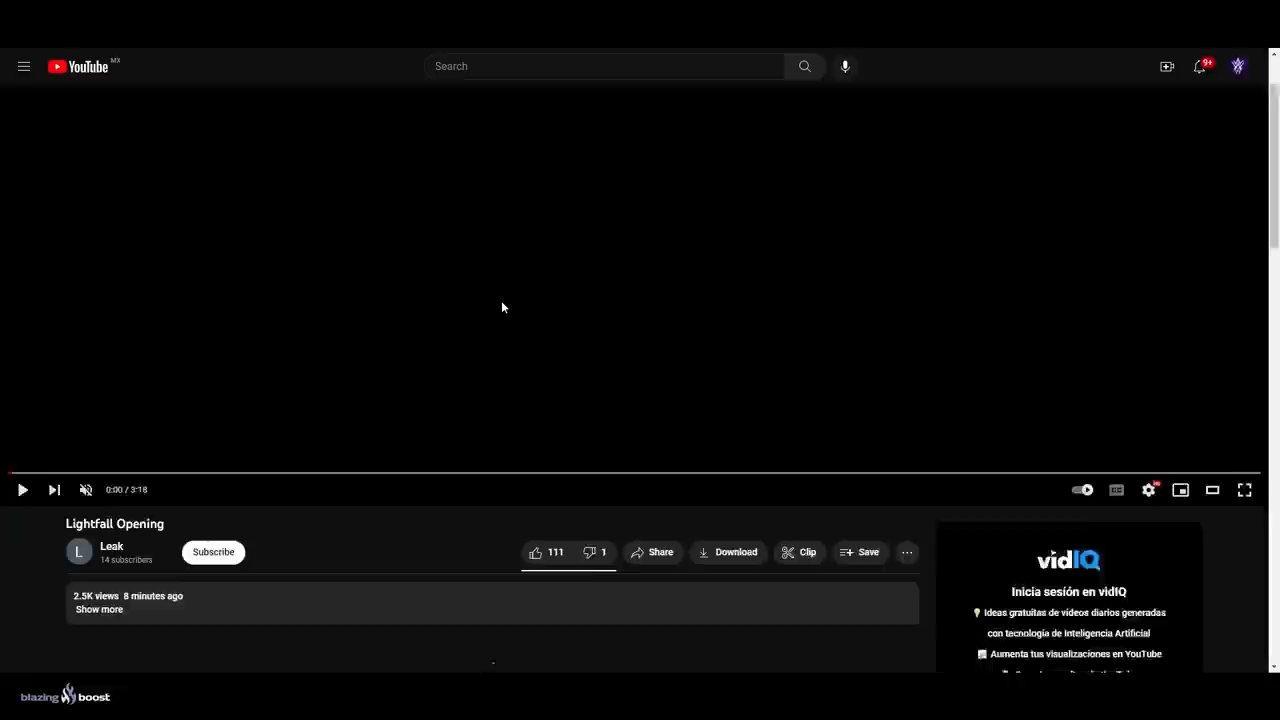 YouTube MX
Search
9+
0:00 / 3:18
Lightfall Opening
L
Leak
14 subscribers
Subscribe
111
1
Share
Download
Clip
Save
2.5K views 8 minutes ago
Show more
vidIQ
Inicia sesión en vidIQ
Ideas gratuitas de vídeos diarios generadas
con tecnología de Inteligencia Artificial
Aumenta tus visualizaciones en YouTube
blazing boost